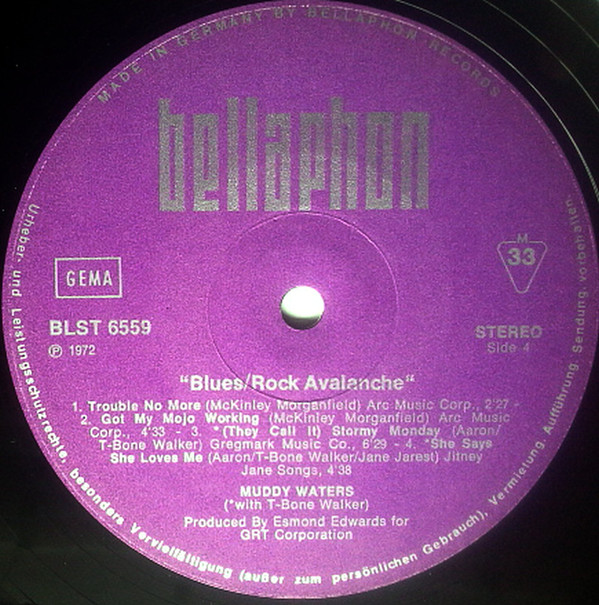 MADE IN GERMANY BY BELLAPHON RECORDS
bellaphon
GEMA
M
33
BLST 6559
℗ 1972
STEREO
Side 4
"Blues/Rock Avalanche"
1. Trouble No More (McKinley Morganfield) Arc Music Corp., 2'27 -
2. Got My Mojo Working (McKinley Morganfield) Arc Music
Corp., 4'33 - 3. *(They Call It) Stormy Monday (Aaron/
T-Bone Walker) Gregmark Music Co., 6'29 - 4. *She Says
She Loves Me (Aaron/T-Bone Walker/Jane Jarest) Jitney
Jane Songs, 4'38
MUDDY WATERS
(*with T-Bone Walker)
Produced By Esmond Edwards for
GRT Corporation
Urheber- und Leistungsschutzrechte, besonders Vervielfältigung (außer zum persönlichen Gebrauch), Vermietung, Aufführung, Sendung vorbehalten.